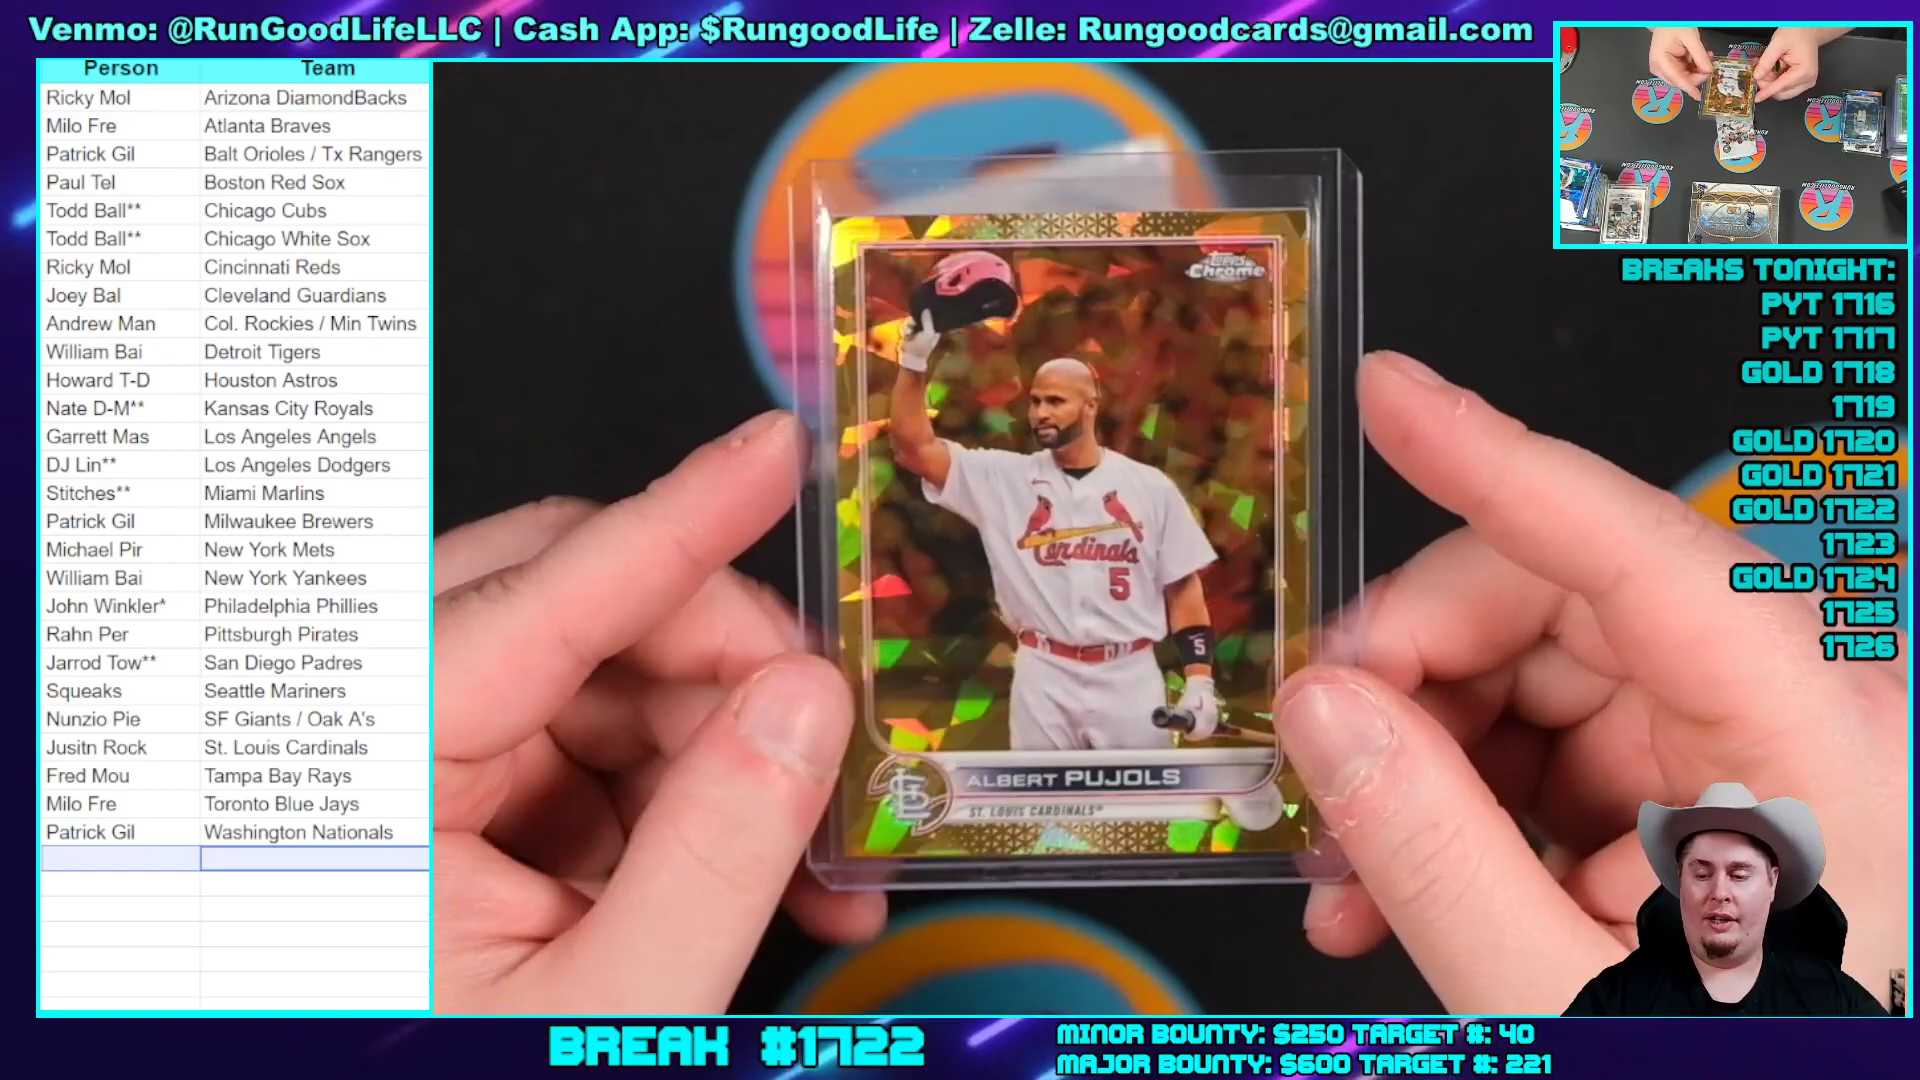 Venmo: @RunGoodLifeLLC | Cash App: $RungoodLife | Zelle: Rungoodcards@gmail.com
Person Team
Ricky Mol Arizona DiamondBacks
Milo Fre Atlanta Braves
Patrick Gil Balt Orioles / Tx Rangers
Paul Tel Boston Red Sox
Todd Ball** Chicago Cubs
Todd Ball** Chicago White Sox
Ricky Mol Cincinnati Reds
Joey Bal Cleveland Guardians
Andrew Man Col. Rockies / Min Twins
William Bai Detroit Tigers
Howard T-D Houston Astros
Nate D-M** Kansas City Royals
Garrett Mas Los Angeles Angels
DJ Lin** Los Angeles Dodgers
Stitches** Miami Marlins
Patrick Gil Milwaukee Brewers
Michael Pir New York Mets
William Bai New York Yankees
John Winkler* Philadelphia Phillies
Rahn Per Pittsburgh Pirates
Jarrod Tow** San Diego Padres
Squeaks Seattle Mariners
Nunzio Pie SF Giants / Oak A's
Jusitn Rock St. Louis Cardinals
Fred Mou Tampa Bay Rays
Milo Fre Toronto Blue Jays
Patrick Gil Washington Nationals
Topps
Chrome
Cardinals
5
5
STL
ALBERT PUJOLS
ST. LOUIS CARDINALS®
BREAKS TONIGHT:
PYT 1716
PYT 1717
GOLD 1718
1719
GOLD 1720
GOLD 1721
GOLD 1722
1723
GOLD 1724
1725
1726
BREAK #1722
MINOR BOUNTY: $250 TARGET #: 40
MAJOR BOUNTY: $600 TARGET #: 221